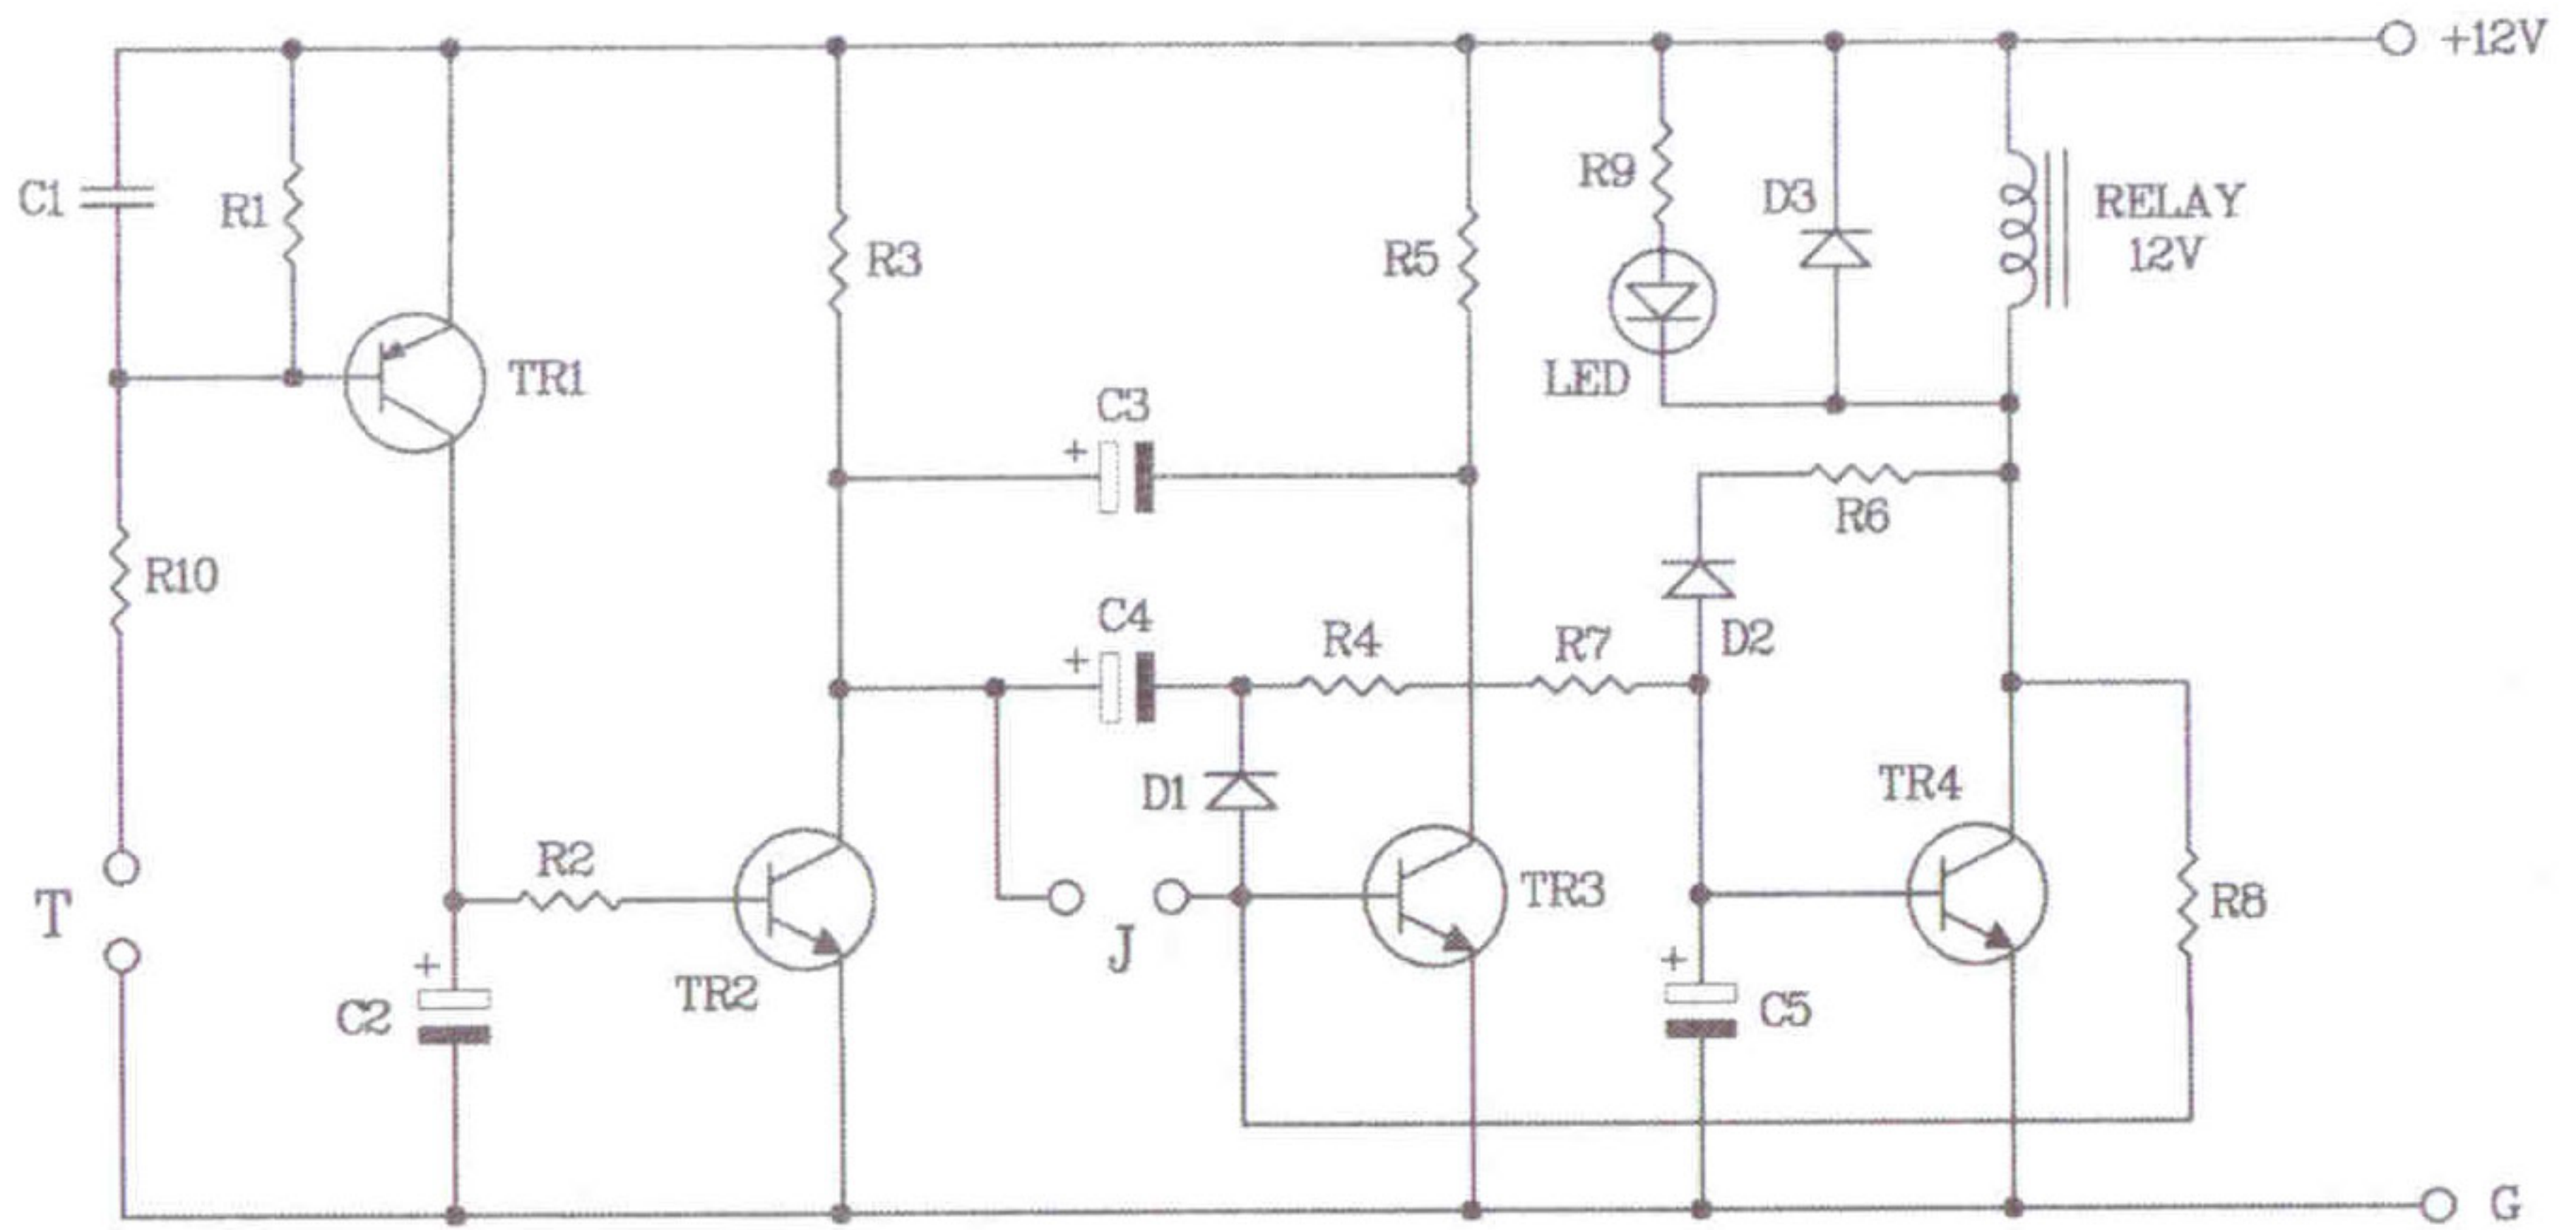 +12V
C1
R1
R3
R5
R9
D3
RELAY
12V
TR1
LED
C3
R6
R10
C4
R4
R7
D2
D1
TR4
T
R2
J
TR3
R8
TR2
C2
C5
G
+
+
+
+